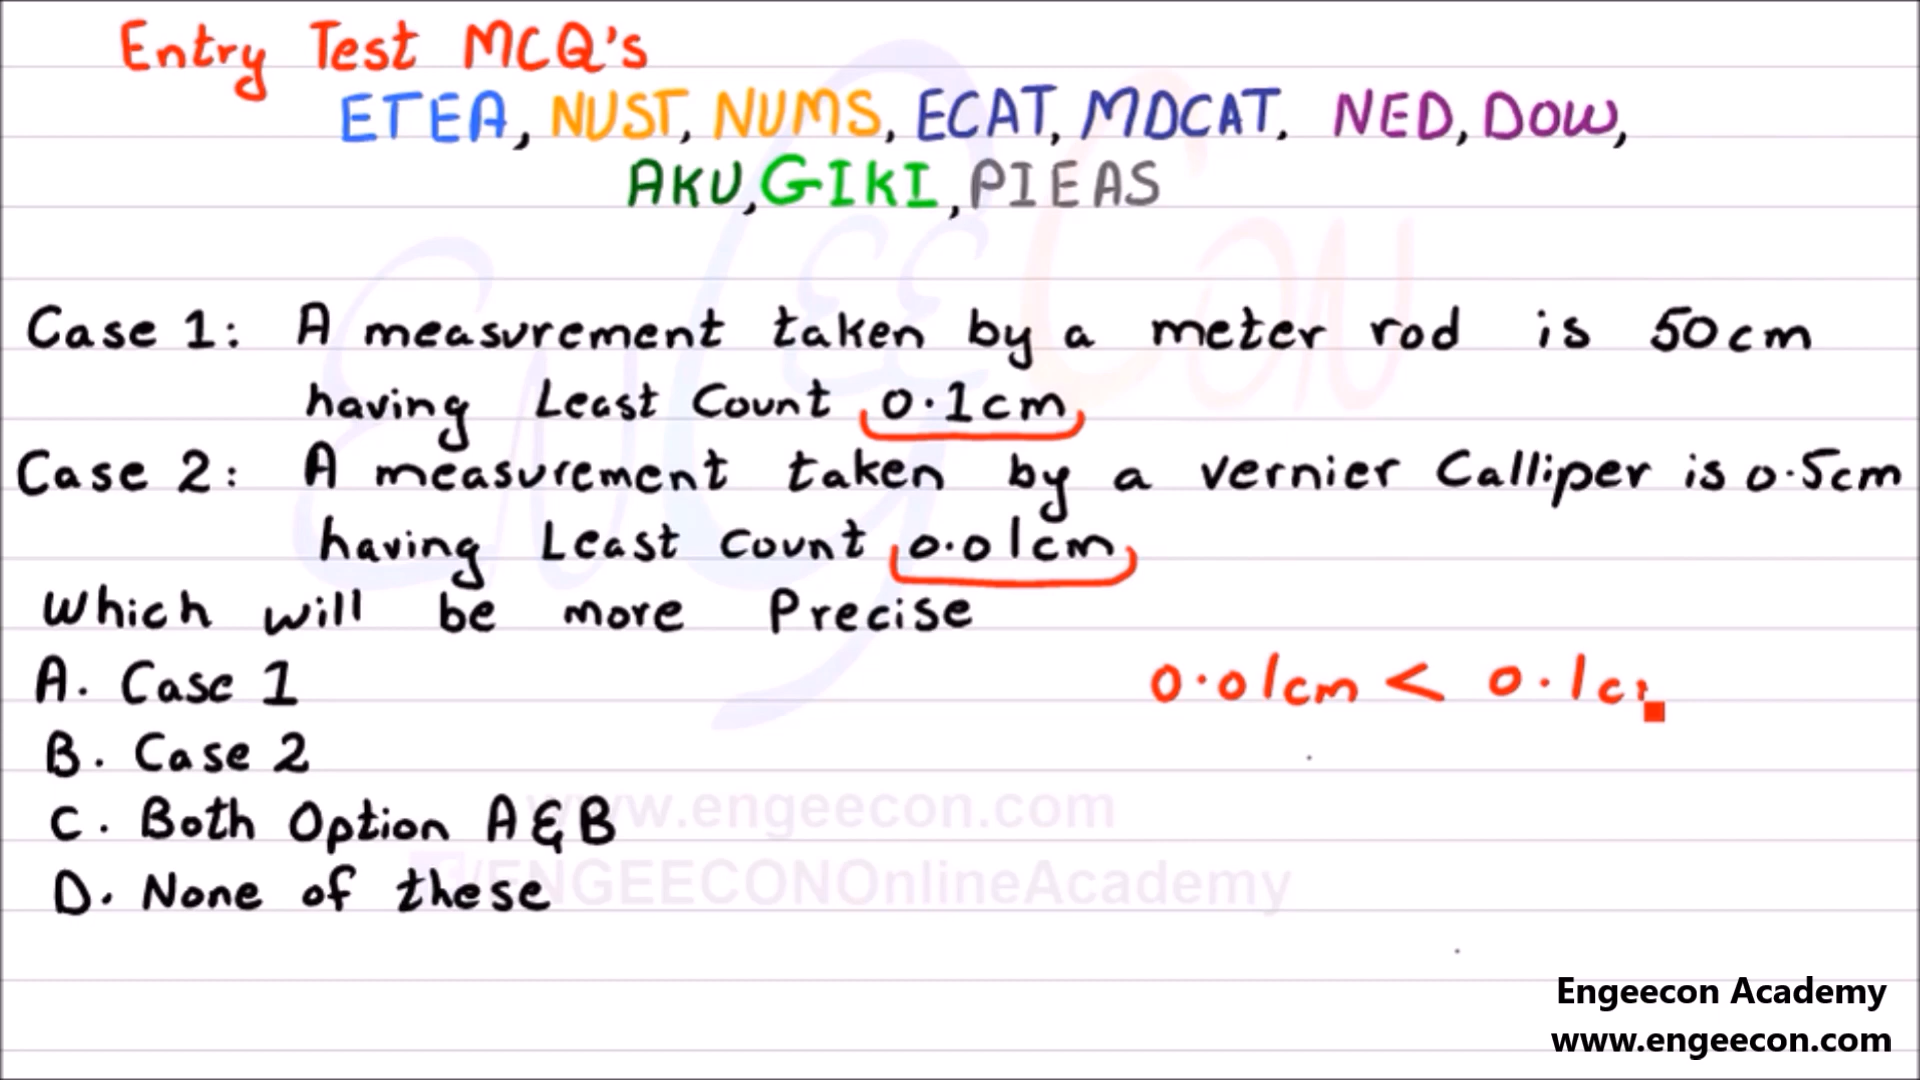 Entry Test MCQ's
ETEA, NUST, NUMS, ECAT, MDCAT, NED, DOW,
AKU, GIKI, PIEAS
Case 1: A measurement taken by a meter rod is 50cm
having Least Count 0.1cm
Case 2: A measurement taken by a vernier Calliper is 0.5cm
having Least Count 0.01cm
Which will be more Precise
0.01cm < 0.1c
A. Case 1
B. Case 2
C. Both Option A & B
D. None of these
EnGeeCon
www.engeecon.com
/ENGEECONOnlineAcademy
Engeecon Academy
www.engeecon.com